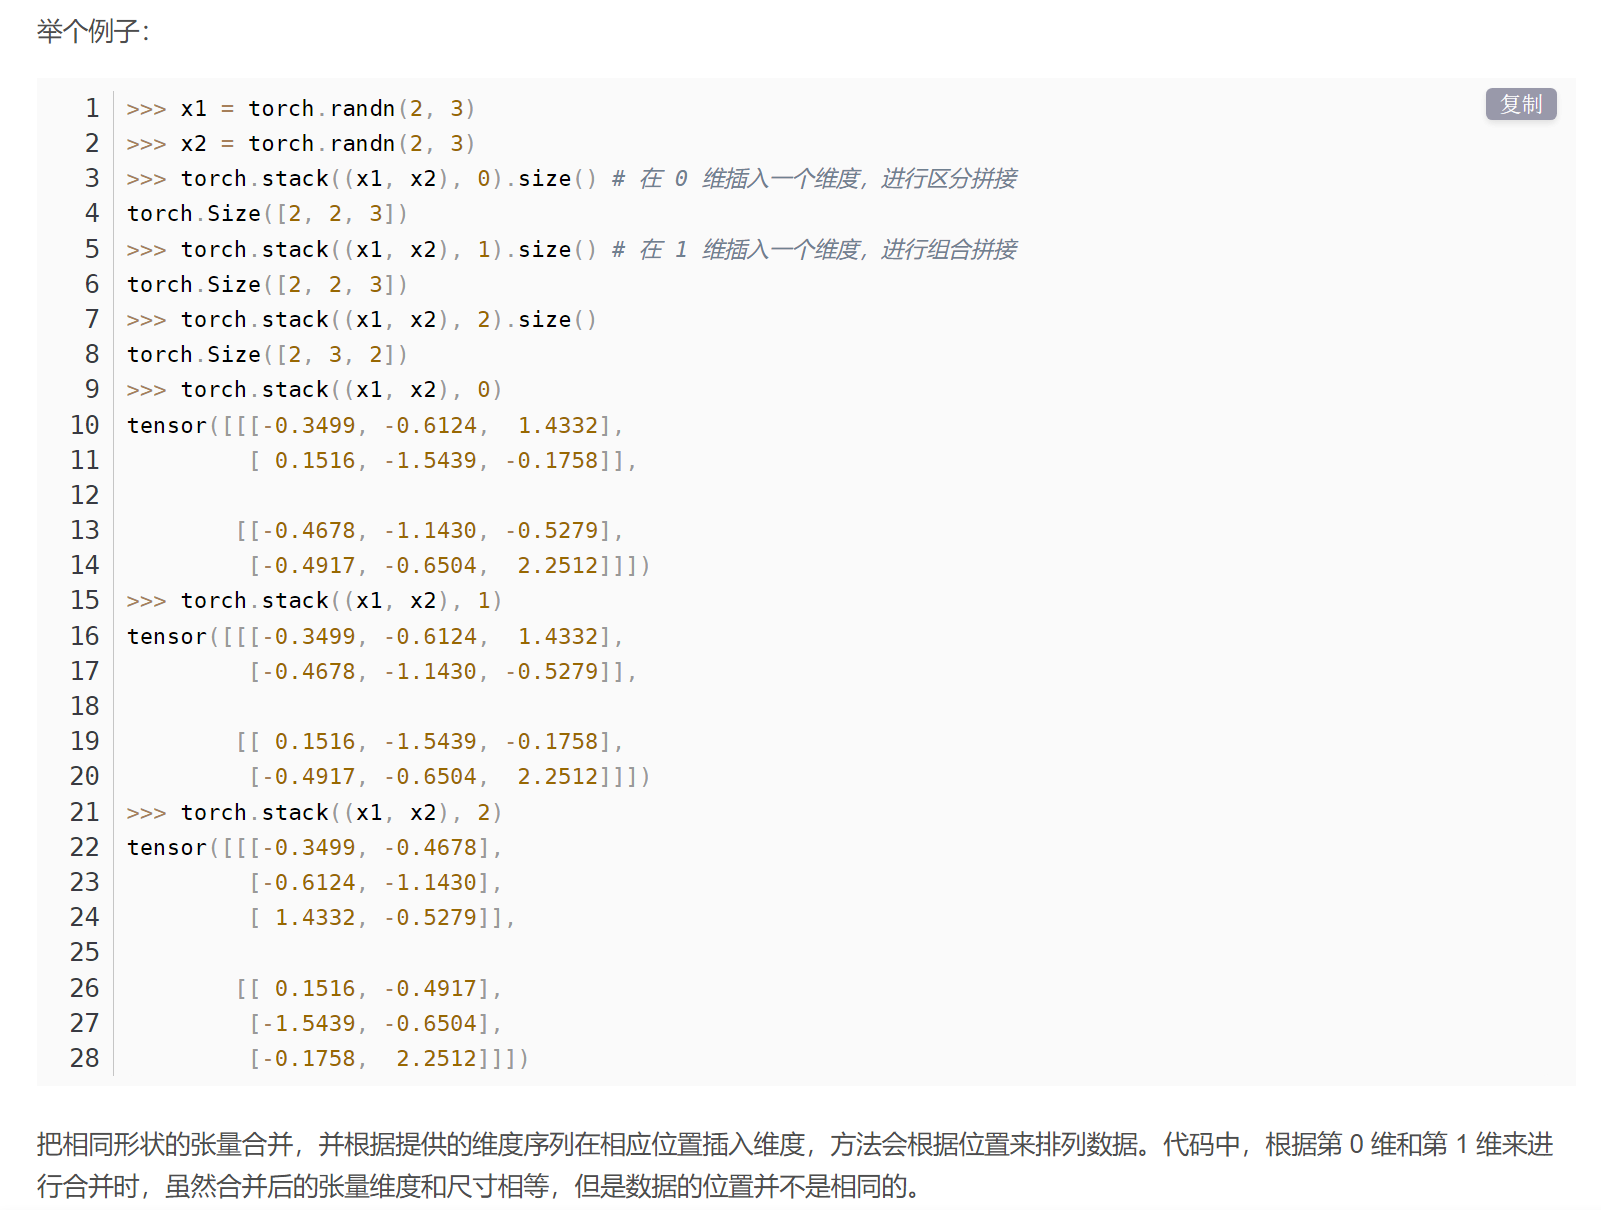 举个例子：
复制
1 >>> x1 = torch.randn(2, 3)
2 >>> x2 = torch.randn(2, 3)
3 >>> torch.stack((x1, x2), 0).size() # 在 0 维插入一个维度，进行区分拼接
4 torch.Size([2, 2, 3])
5 >>> torch.stack((x1, x2), 1).size() # 在 1 维插入一个维度，进行组合拼接
6 torch.Size([2, 2, 3])
7 >>> torch.stack((x1, x2), 2).size()
8 torch.Size([2, 3, 2])
9 >>> torch.stack((x1, x2), 0)
10 tensor([[[-0.3499, -0.6124,  1.4332],
11          [ 0.1516, -1.5439, -0.1758]],
12
13         [[-0.4678, -1.1430, -0.5279],
14          [-0.4917, -0.6504,  2.2512]]])
15 >>> torch.stack((x1, x2), 1)
16 tensor([[[-0.3499, -0.6124,  1.4332],
17          [-0.4678, -1.1430, -0.5279]],
18
19         [[ 0.1516, -1.5439, -0.1758],
20          [-0.4917, -0.6504,  2.2512]]])
21 >>> torch.stack((x1, x2), 2)
22 tensor([[[-0.3499, -0.4678],
23          [-0.6124, -1.1430],
24          [ 1.4332, -0.5279]],
25
26         [[ 0.1516, -0.4917],
27          [-1.5439, -0.6504],
28          [-0.1758,  2.2512]]])
把相同形状的张量合并，并根据提供的维度序列在相应位置插入维度，方法会根据位置来排列数据。代码中，根据第 0 维和第 1 维来进
行合并时，虽然合并后的张量维度和尺寸相等，但是数据的位置并不是相同的。